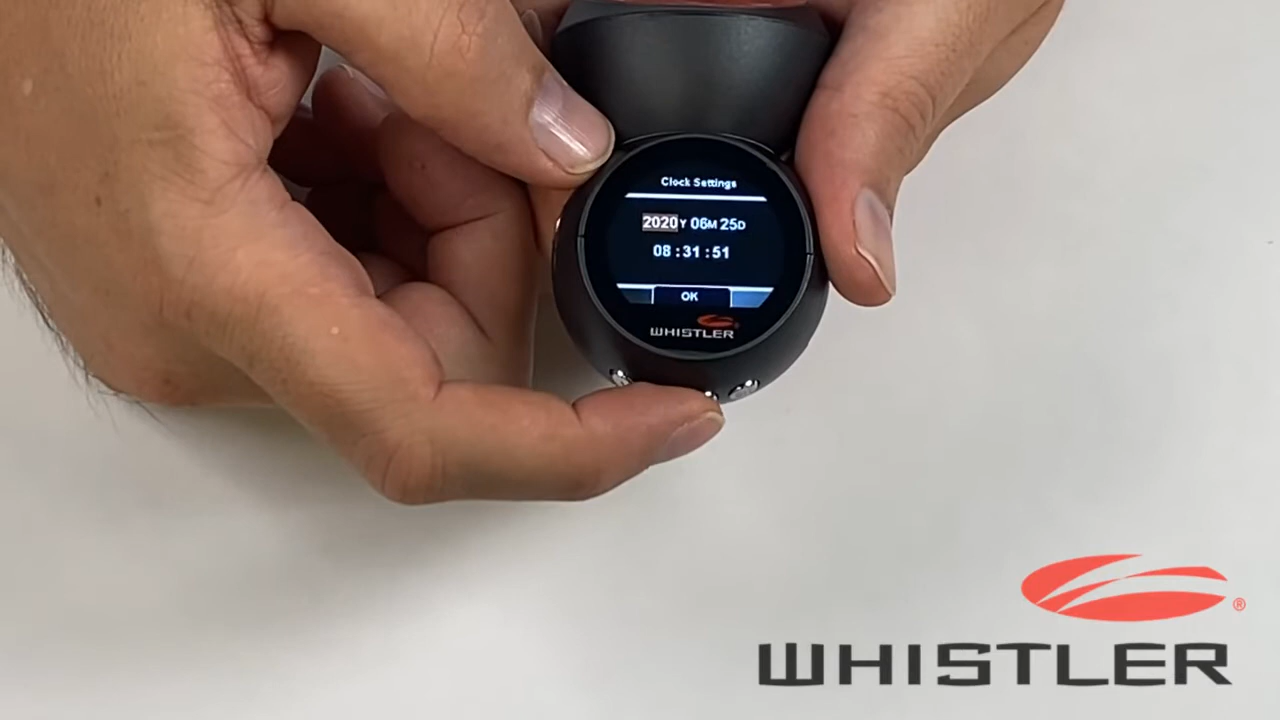 Clock Settings
2020Y 06M 25D
08:31:51
OK
WHISTLER
WHISTLER®